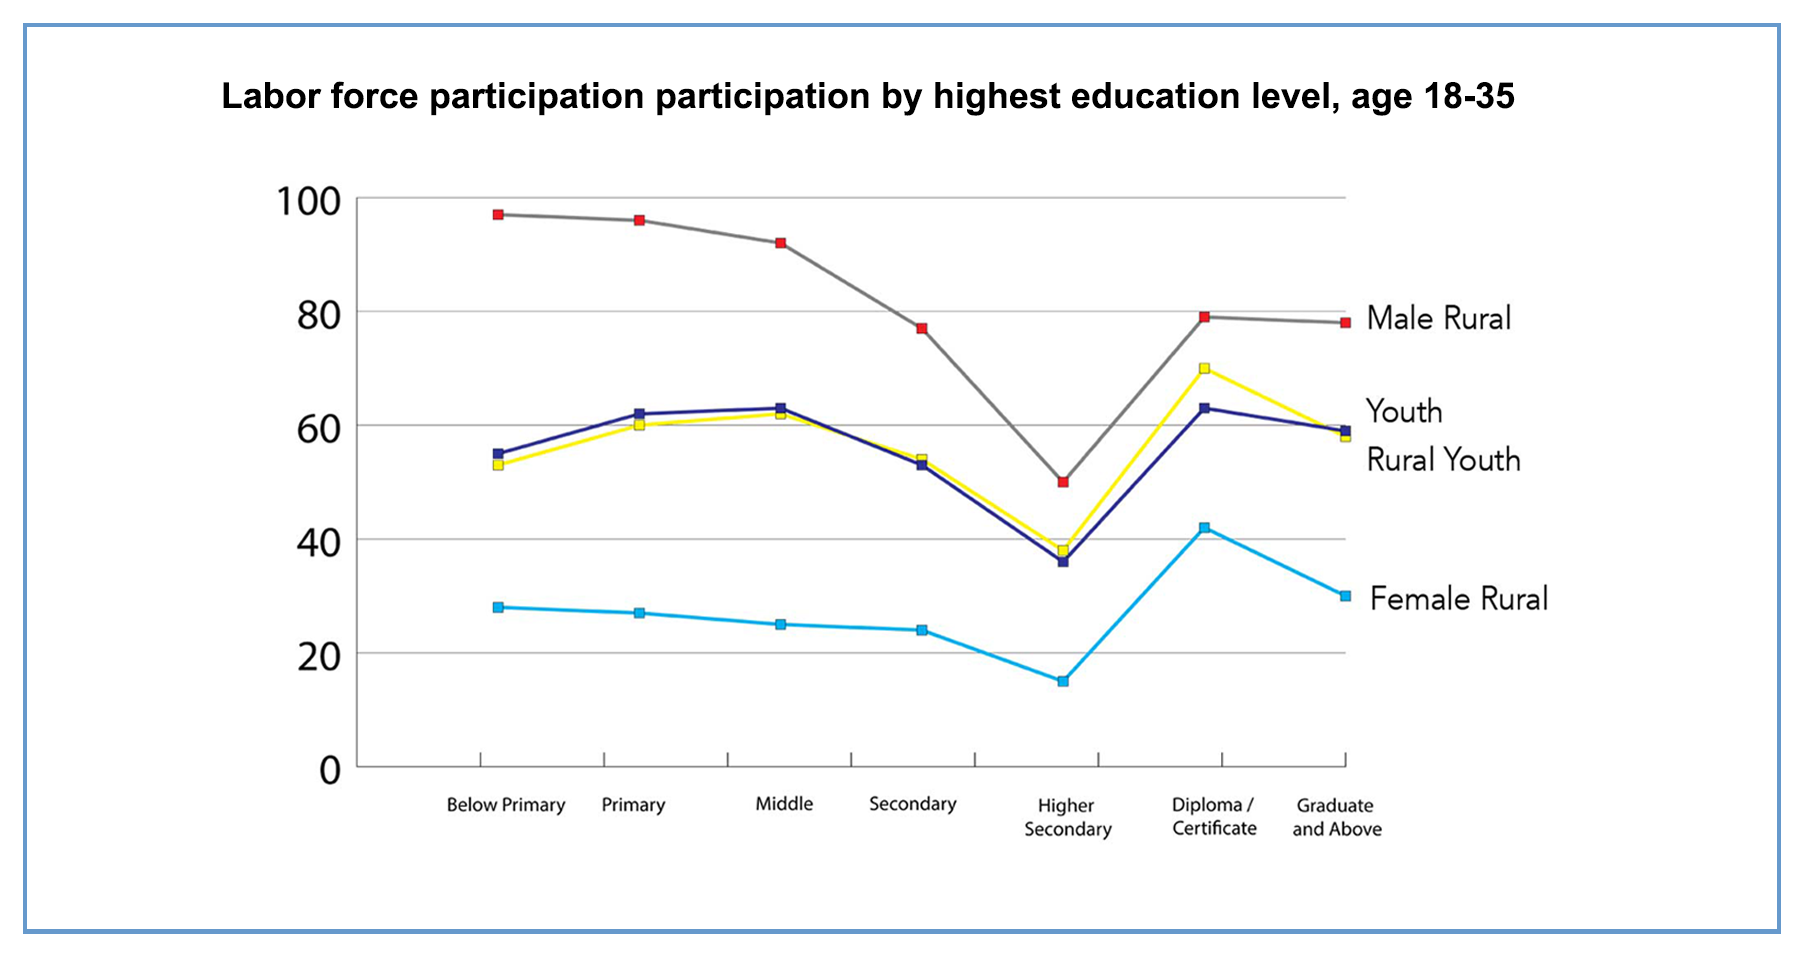 Labor force participation participation by highest education level, age 18-35
100
80
60
40
20
0
Male Rural
Youth
Rural Youth
Female Rural
Below Primary
Primary
Middle
Secondary
Higher
Secondary
Diploma /
Certificate
Graduate
and Above